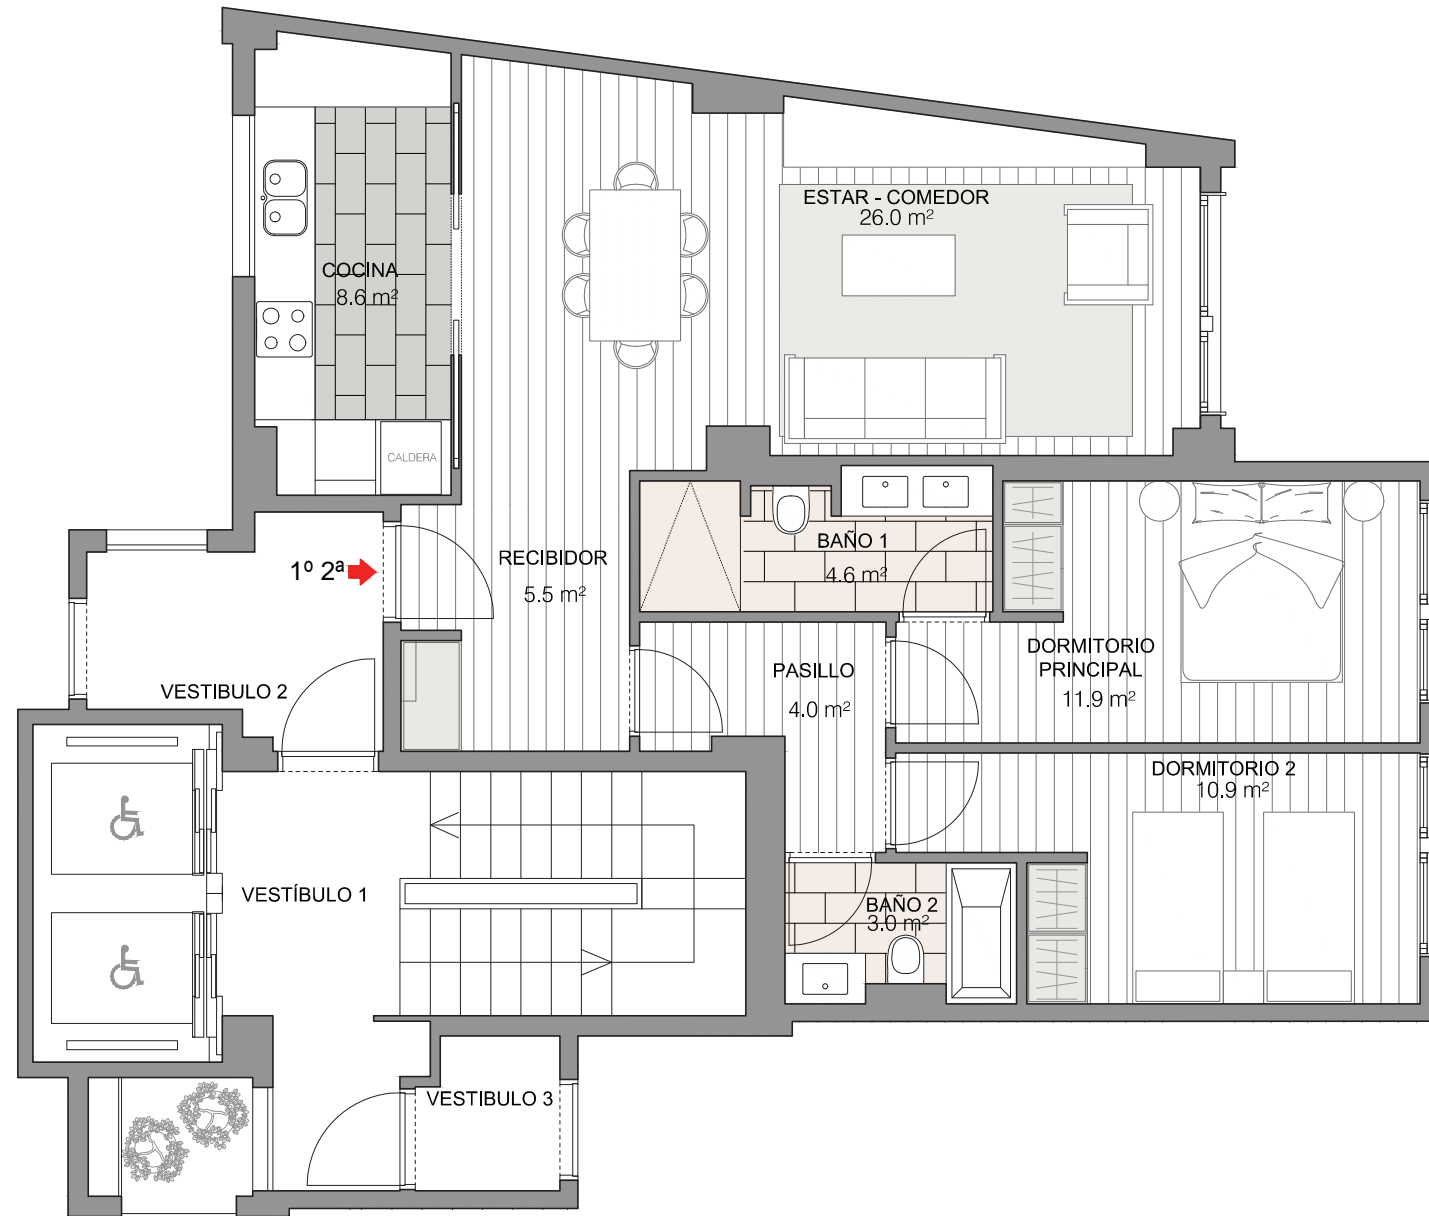 ESTAR - COMEDOR
26.0 m²
COCINA
8.6 m²
CALDERA
RECIBIDOR
5.5 m²
1º 2ª
BAÑO 1
4.6 m²
DORMITORIO
PRINCIPAL
11.9 m²
PASILLO
4.0 m²
VESTIBULO 2
DORMITORIO 2
10.9 m²
VESTÍBULO 1
BAÑO 2
3.0 m²
VESTIBULO 3